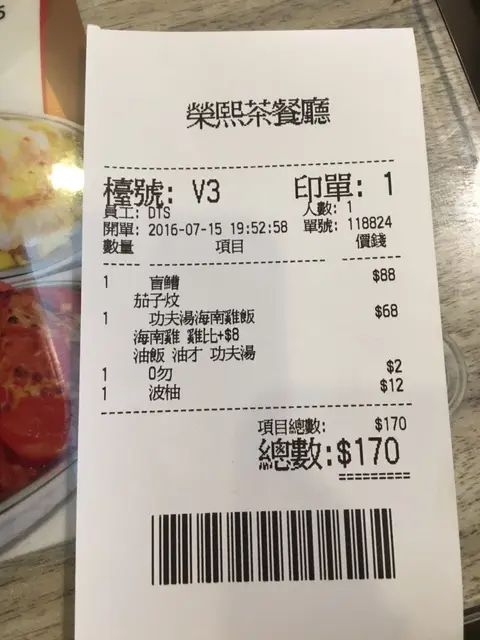 榮熙茶餐廳
檯號: V3 印單: 1
員工: DTS 人數: 1
開單: 2016-07-15 19:52:58 單號: 118824
數量 項目 價錢
1 盲鰽 $88
茄子炆
1 功夫湯海南雞飯 $68
海南雞 雞比+$8
油飯 油才 功夫湯
1 0勿 $2
1 波柚 $12
項目總數: $170
總數:$170